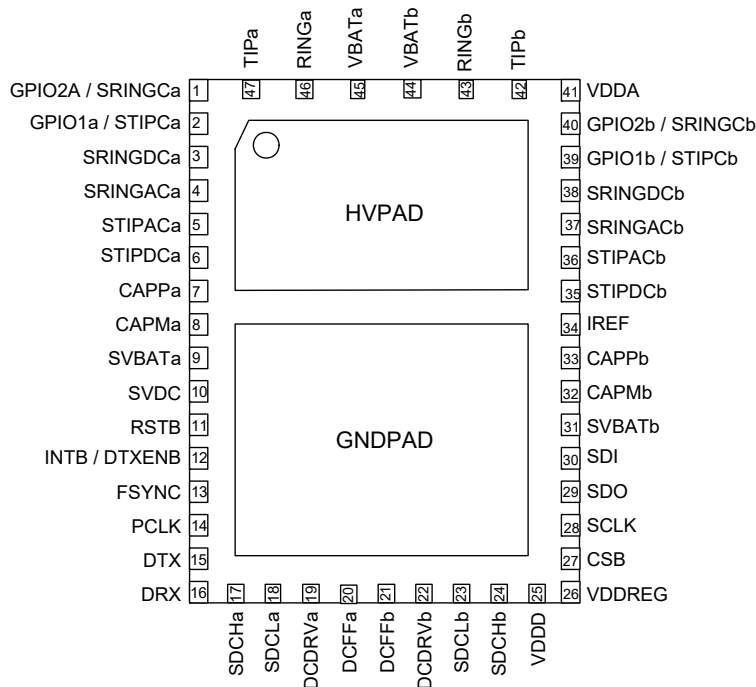 TIPa
RINGa
VBATa
VBATb
RINGb
TIPb
47
46
45
44
43
42
GPIO2A / SRINGCa 1
GPIO1a / STIPCa 2
SRINGDCa 3
SRINGACa 4
STIPACa 5
STIPDCa 6
CAPPa 7
CAPMa 8
SVBATa 9
SVDC 10
RSTB 11
INTB / DTXENB 12
FSYNC 13
PCLK 14
DTX 15
DRX 16
HVPAD
GNDPAD
41 VDDA
40 GPIO2b / SRINGCb
39 GPIO1b / STIPCb
38 SRINGDCb
37 SRINGACb
36 STIPACb
35 STIPDCb
34 IREF
33 CAPPb
32 CAPMb
31 SVBATb
30 SDI
29 SDO
28 SCLK
27 CSB
26 VDDREG
17
18
19
20
21
22
23
24
25
SDCHa
SDCLa
DCDRVa
DCFFa
DCFFb
DCDRVb
SDCLb
SDCHb
VDDD